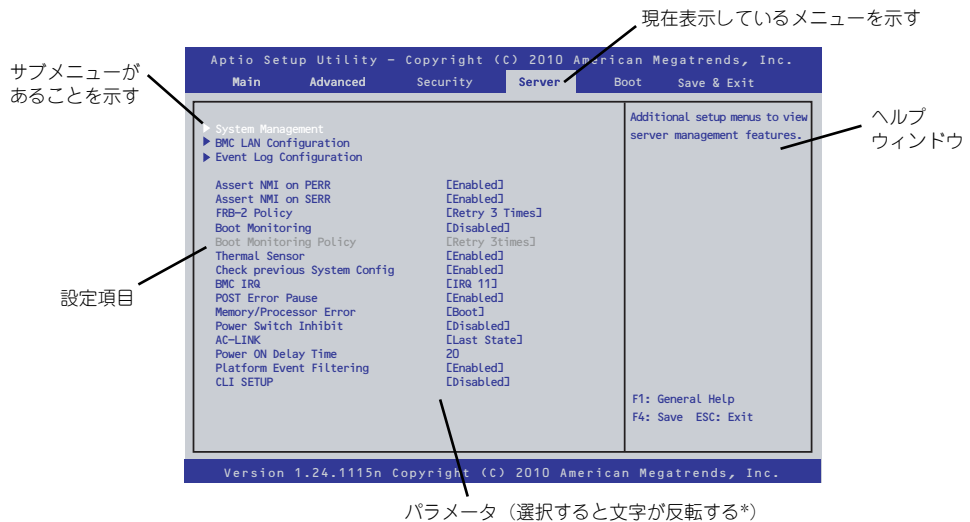 現在表示しているメニューを示す
サブメニューが
あることを示す
Aptio Setup Utility – Copyright (C) 2010 American Megatrends, Inc.
Main Advanced Security Server Boot Save & Exit
▶ System Management
▶ BMC LAN Configuration
▶ Event Log Configuration
Assert NMI on PERR [Enabled]
Assert NMI on SERR [Enabled]
FRB-2 Policy [Retry 3 Times]
Boot Monitoring [Disabled]
Boot Monitoring Policy [Retry 3times]
Thermal Sensor [Enabled]
Check previous System Config [Enabled]
BMC IRQ [IRQ 11]
POST Error Pause [Enabled]
Memory/Processor Error [Boot]
Power Switch Inhibit [Disabled]
AC-LINK [Last State]
Power ON Delay Time 20
Platform Event Filtering [Enabled]
CLI SETUP [Disabled]
Additional setup menus to view
server management features.
F1: General Help
F4: Save ESC: Exit
Version 1.24.1115n Copyright (C) 2010 American Megatrends, Inc.
ヘルプ
ウィンドウ
設定項目
パラメータ（選択すると文字が反転する*）